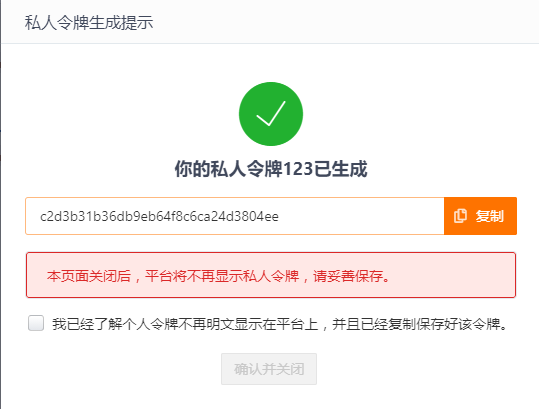 私人令牌生成提示
你的私人令牌123已生成
c2d3b31b36db9eb64f8c6ca24d3804ee
复制
本页面关闭后，平台将不再显示私人令牌，请妥善保存。
我已经了解个人令牌不再明文显示在平台上，并且已经复制保存好该令牌。
确认并关闭